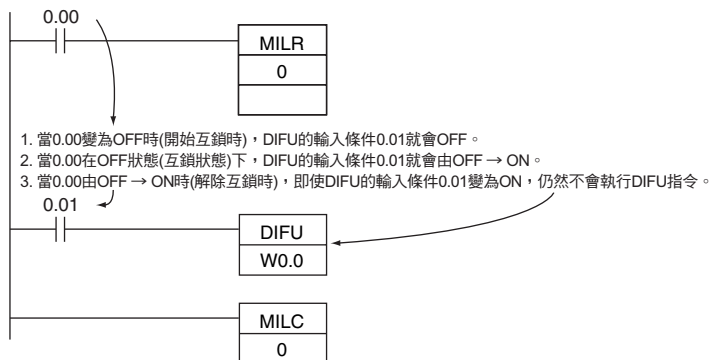 0.00
MILR
0
1. 當0.00變為OFF時(開始互鎖時)，DIFU的輸入條件0.01就會OFF。
2. 當0.00在OFF狀態(互鎖狀態)下，DIFU的輸入條件0.01就會由OFF → ON。
3. 當0.00由OFF → ON時(解除互鎖時)，即使DIFU的輸入條件0.01變為ON，仍然不會執行DIFU指令。
0.01
DIFU
W0.0
MILC
0